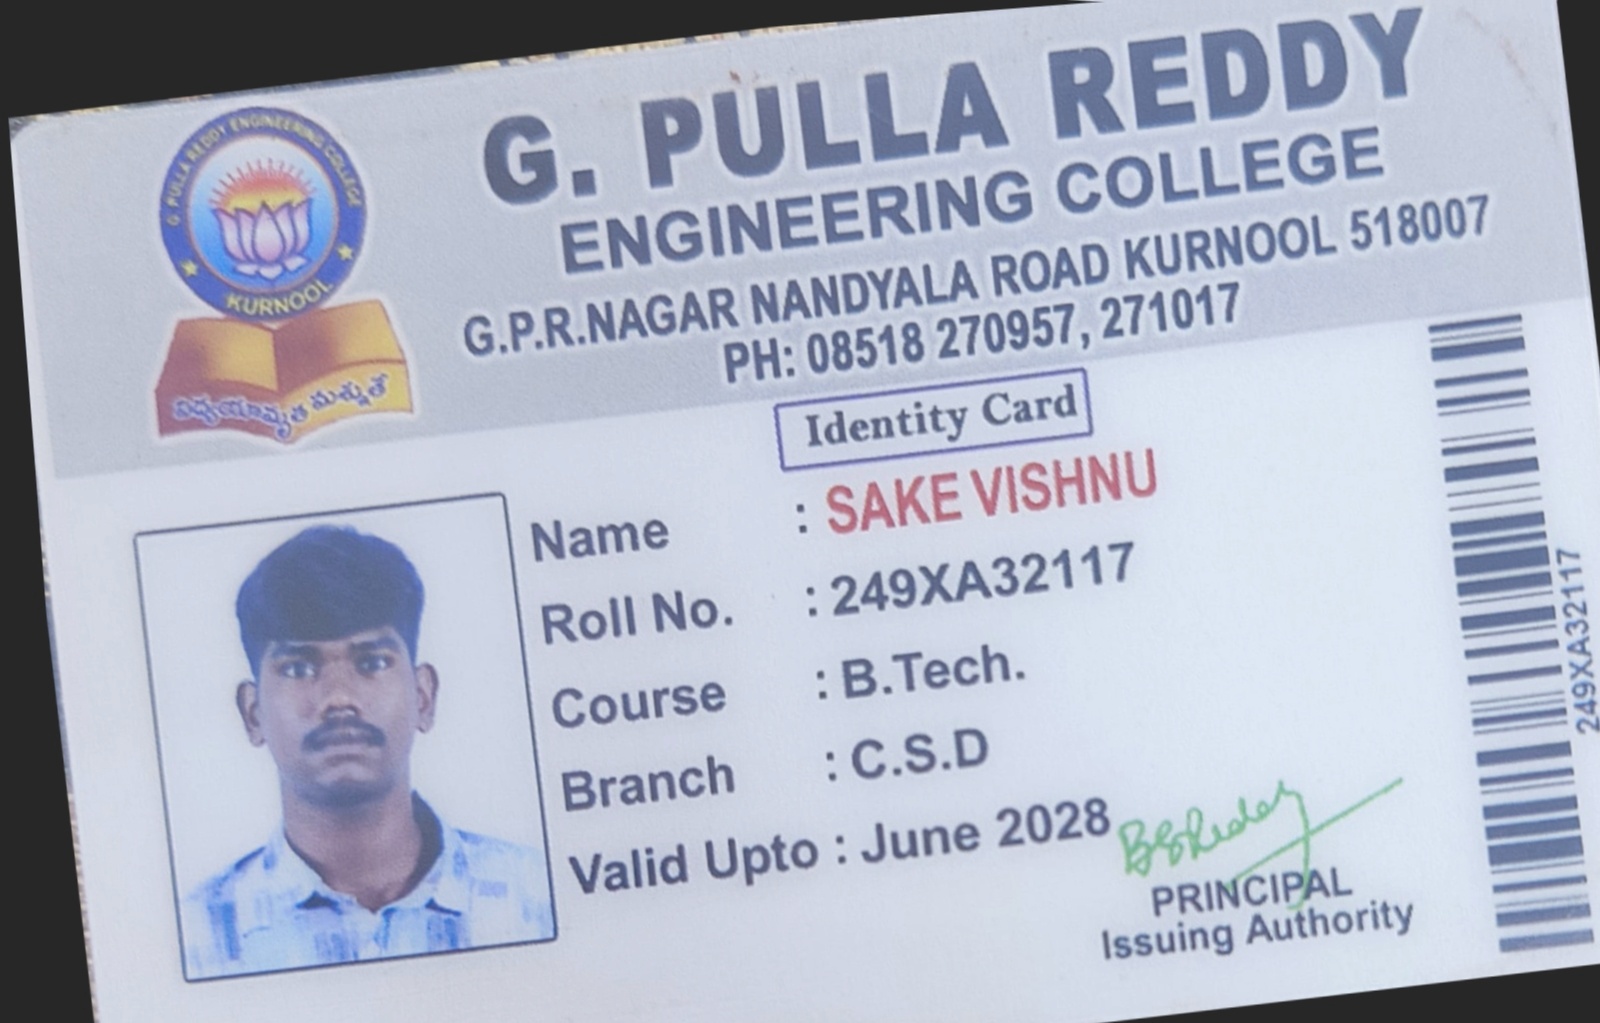 G. PULLA REDDY
ENGINEERING COLLEGE
G.P.R.NAGAR NANDYALA ROAD KURNOOL 518007
PH: 08518 270957, 271017
G. PULLA REDDY ENGINEERING COLLEGE
KURNOOL
విద్యయామృత మశ్నుతే
Identity Card
Name : SAKE VISHNU
Roll No. : 249XA32117
Course : B.Tech.
Branch : C.S.D
Valid Upto : June 2028
BSReddy
PRINCIPAL
Issuing Authority
249XA32117